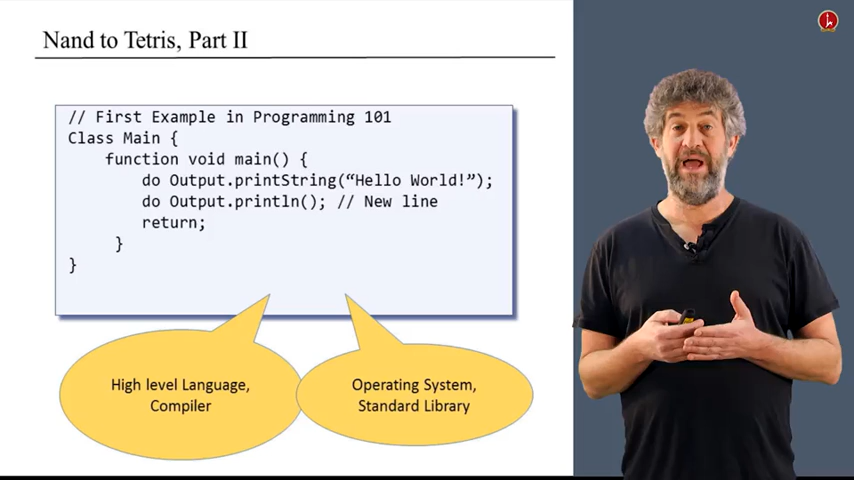 Nand to Tetris, Part II
// First Example in Programming 101
Class Main {
function void main() {
do Output.printString(“Hello World!”);
do Output.println(); // New line
return;
}
}
High level Language,
Compiler
Operating System,
Standard Library